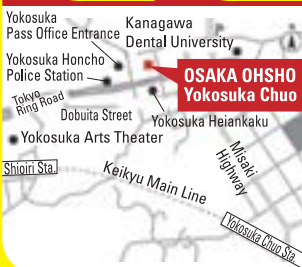 Yokosuka
Pass Office Entrance
Kanagawa
Dental University
Yokosuka Honcho
Police Station
OSAKA OHSHO
Yokosuka Chuo
Tokyo
Ring Road
Dobuita Street
Yokosuka Heiankaku
Yokosuka Arts Theater
Misaki
Highway
Shioiri Sta.
Keikyu Main Line
Yokosuka Chuo Sta.